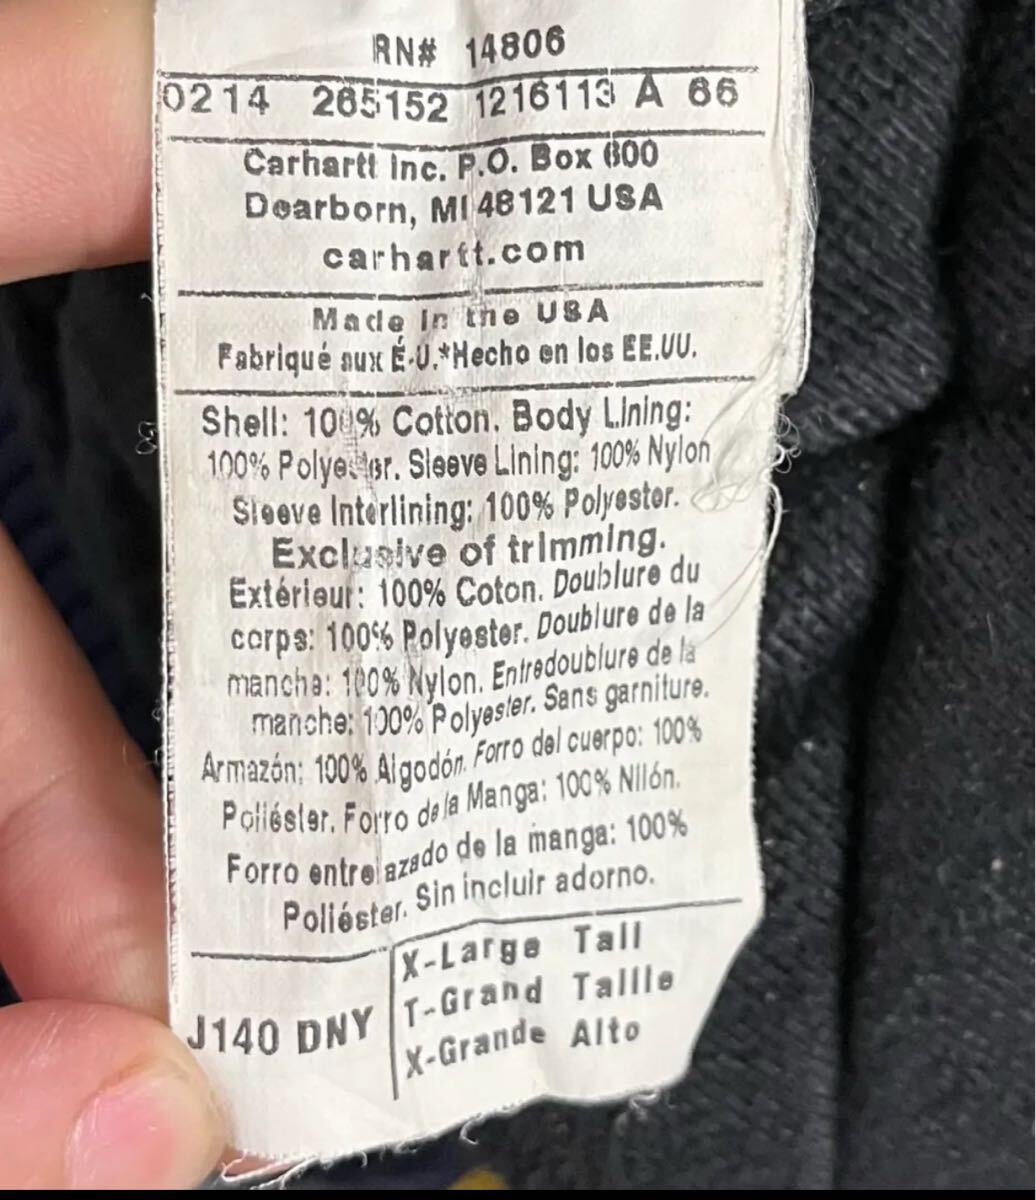 RN# 14806
0214 265152 1216113 A 66
Carhartt Inc. P.O. Box 600
Dearborn, MI 48121 USA
carhartt.com
Made in the USA
Fabriqué aux É-U.*Hecho en los EE.UU.
Shell: 100% Cotton. Body Lining:
100% Polyester. Sleeve Lining: 100% Nylon
Sleeve Interlining: 100% Polyester.
Exclusive of trimming.
Extérieur: 100% Coton. Doublure du
corps: 100% Polyester. Doublure de la
manche: 100% Nylon. Entredoublure de la
manche: 100% Polyester. Sans garniture.
Armazón: 100% Algodón. Forro del cuerpo: 100%
Poliéster. Forro de la Manga: 100% Nilón.
Forro entrelazado de la manga: 100%
Poliéster. Sin incluir adorno.
J140 DNY
X-Large Tall
T-Grand Taille
X-Grande Alto